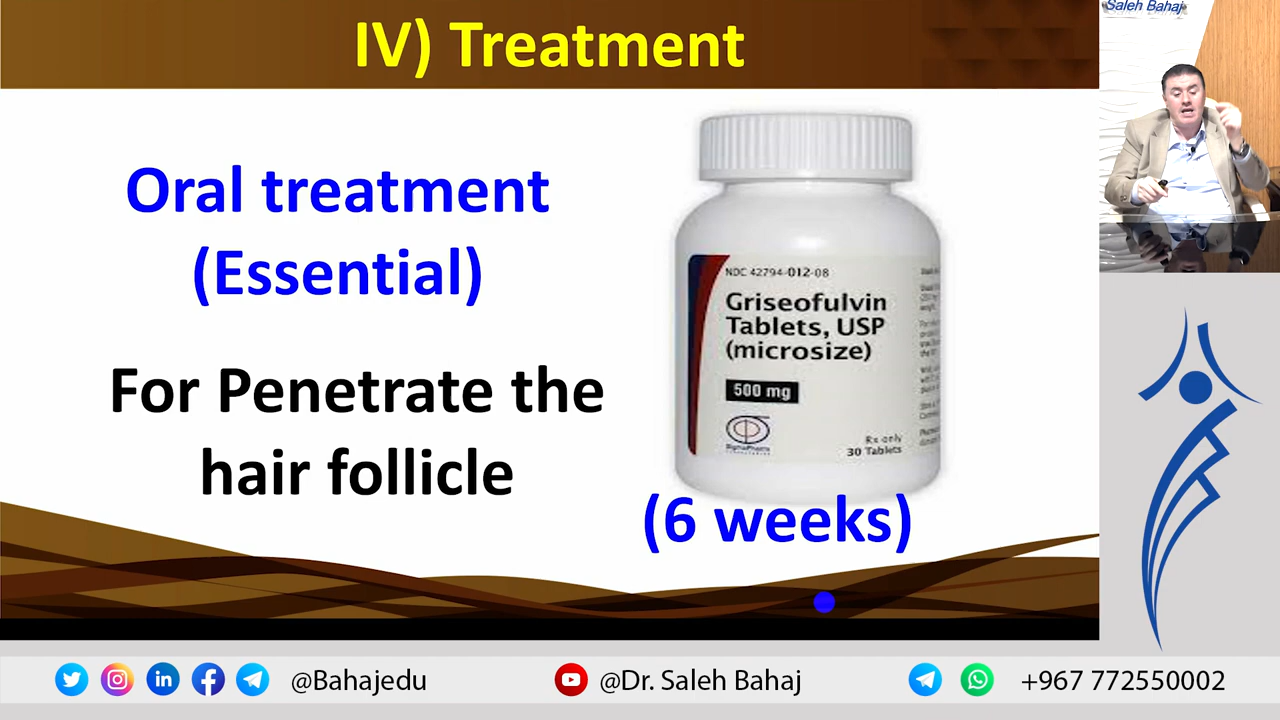 IV) Treatment
Saleh Bahaj
Oral treatment
(Essential)
For Penetrate the
hair follicle
NDC 42794-012-08
Griseofulvin
Tablets, USP
(microsize)
500 mg
Rx only
30 Tablets
(6 weeks)
@Bahajedu
@Dr. Saleh Bahaj
+967 772550002